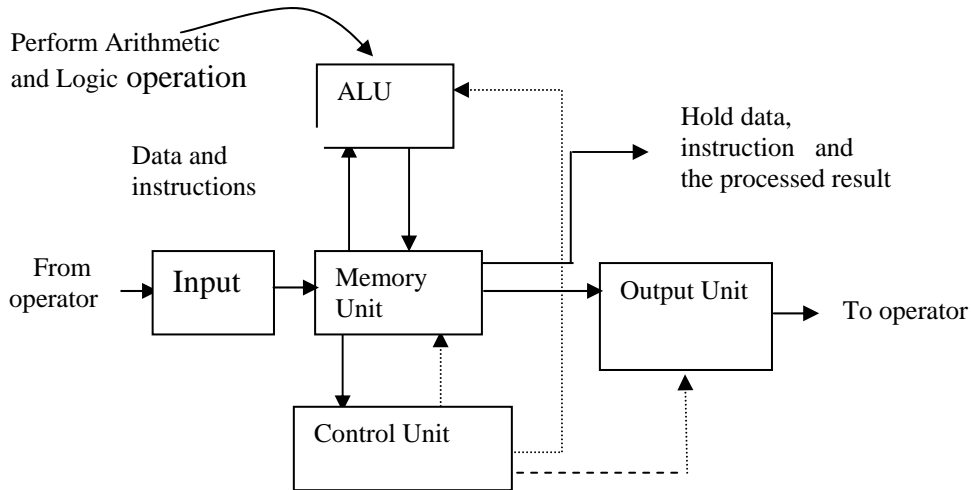 Perform Arithmetic
and Logic operation
ALU
Hold data,
instruction and
the processed result
Data and
instructions
From
operator
Input
Memory
Unit
Output Unit
To operator
Control Unit